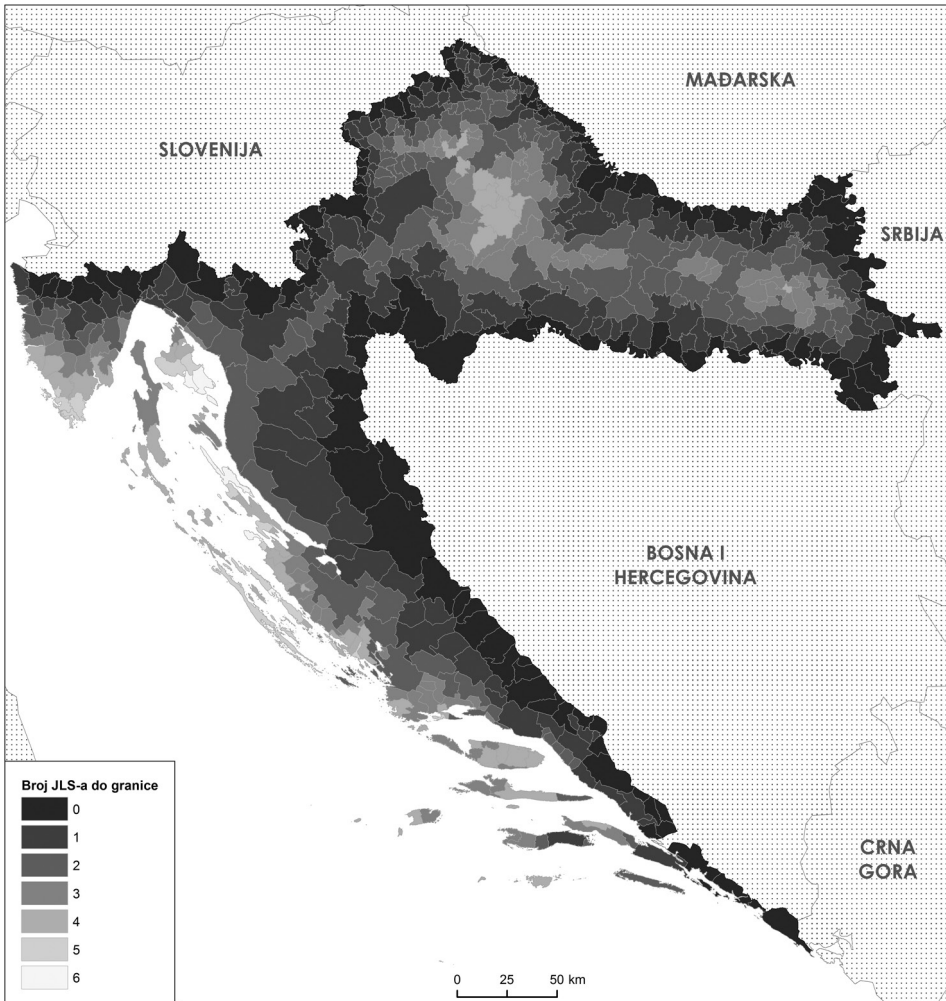 MAĐARSKA
SLOVENIJA
SRBIJA
BOSNA I
HERCEGOVINA
CRNA
GORA
Broj JLS-a do granice
0
1
2
3
4
5
6
0 25 50 km